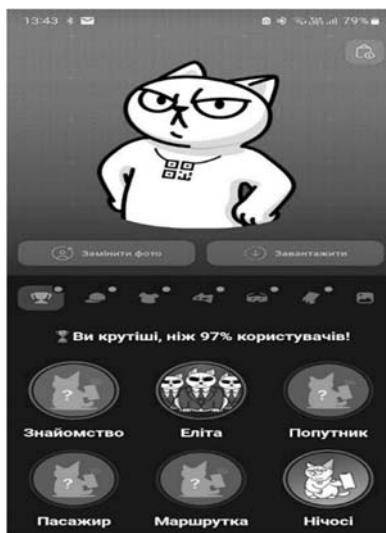 13:43
79%
Замінити фото
Завантажити
Ви крутіші, ніж 97% користувачів!
?
?
Знайомство
Еліта
Попутник
?
?
Пасажир
Маршрутка
Нічосі